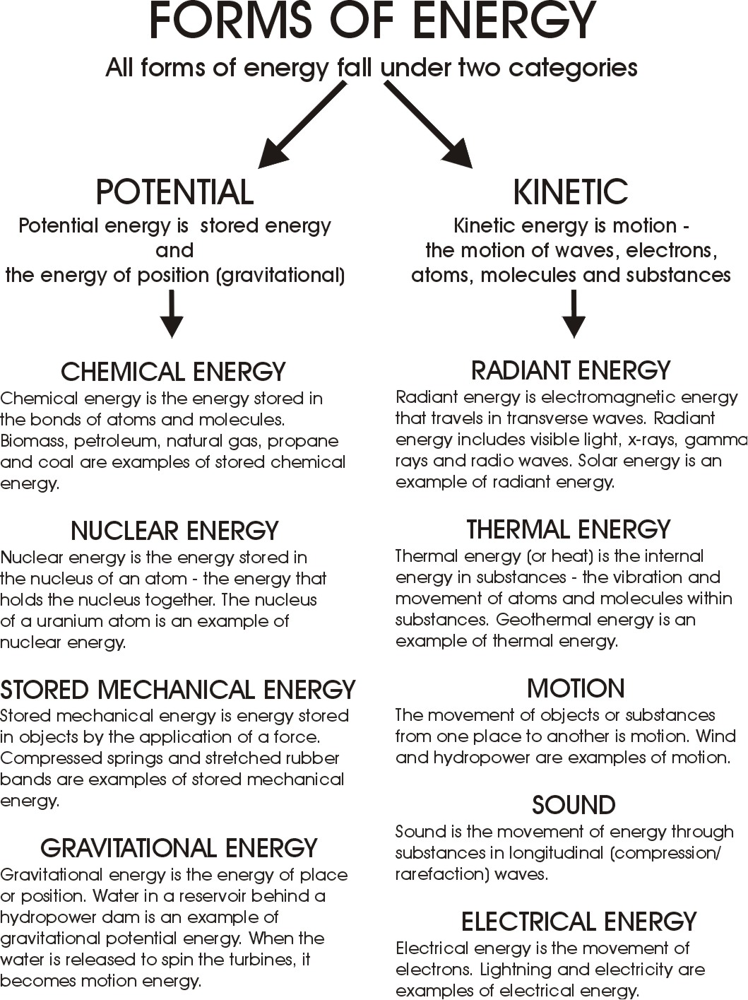 FORMS OF ENERGY
All forms of energy fall under two categories
POTENTIAL
Potential energy is stored energy
and
the energy of position (gravitational)
CHEMICAL ENERGY
Chemical energy is the energy stored in
the bonds of atoms and molecules.
Biomass, petroleum, natural gas, propane
and coal are examples of stored chemical
energy.
NUCLEAR ENERGY
Nuclear energy is the energy stored in
the nucleus of an atom - the energy that
holds the nucleus together. The nucleus
of a uranium atom is an example of
nuclear energy.
STORED MECHANICAL ENERGY
Stored mechanical energy is energy stored
in objects by the application of a force.
Compressed springs and stretched rubber
bands are examples of stored mechanical
energy.
GRAVITATIONAL ENERGY
Gravitational energy is the energy of place
or position. Water in a reservoir behind a
hydropower dam is an example of
gravitational potential energy. When the
water is released to spin the turbines, it
becomes motion energy.
KINETIC
Kinetic energy is motion -
the motion of waves, electrons,
atoms, molecules and substances
RADIANT ENERGY
Radiant energy is electromagnetic energy
that travels in transverse waves. Radiant
energy includes visible light, x-rays, gamma
rays and radio waves. Solar energy is an
example of radiant energy.
THERMAL ENERGY
Thermal energy (or heat) is the internal
energy in substances - the vibration and
movement of atoms and molecules within
substances. Geothermal energy is an
example of thermal energy.
MOTION
The movement of objects or substances
from one place to another is motion. Wind
and hydropower are examples of motion.
SOUND
Sound is the movement of energy through
substances in longitudinal (compression/
rarefaction) waves.
ELECTRICAL ENERGY
Electrical energy is the movement of
electrons. Lightning and electricity are
examples of electrical energy.